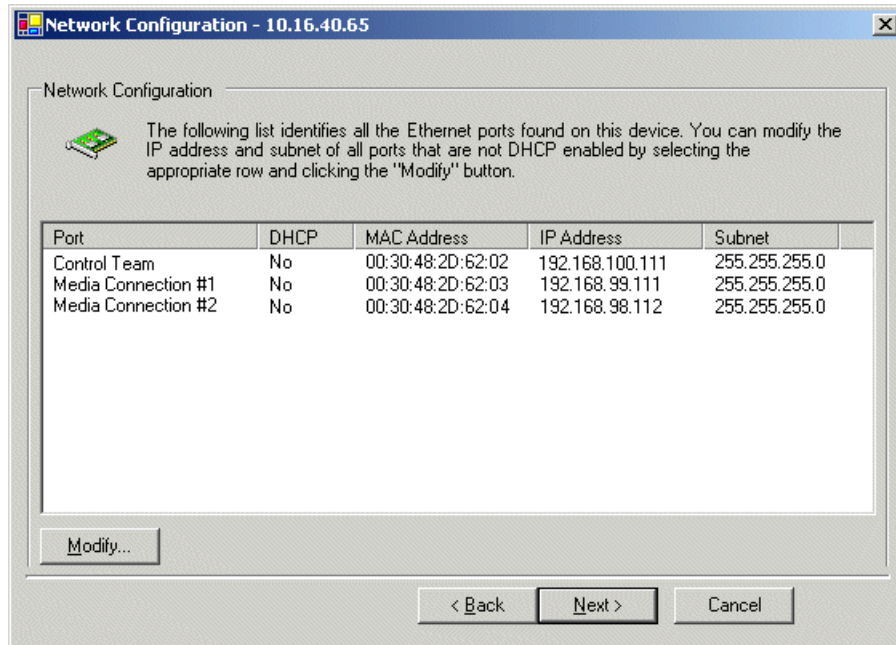 Network Configuration - 10.16.40.65
Network Configuration
The following list identifies all the Ethernet ports found on this device. You can modify the
IP address and subnet of all ports that are not DHCP enabled by selecting the
appropriate row and clicking the "Modify" button.
Port DHCP MAC Address IP Address Subnet
Control Team No 00:30:48:2D:62:02 192.168.100.111 255.255.255.0
Media Connection #1 No 00:30:48:2D:62:03 192.168.99.111 255.255.255.0
Media Connection #2 No 00:30:48:2D:62:04 192.168.98.112 255.255.255.0
Modify...
< Back Next > Cancel